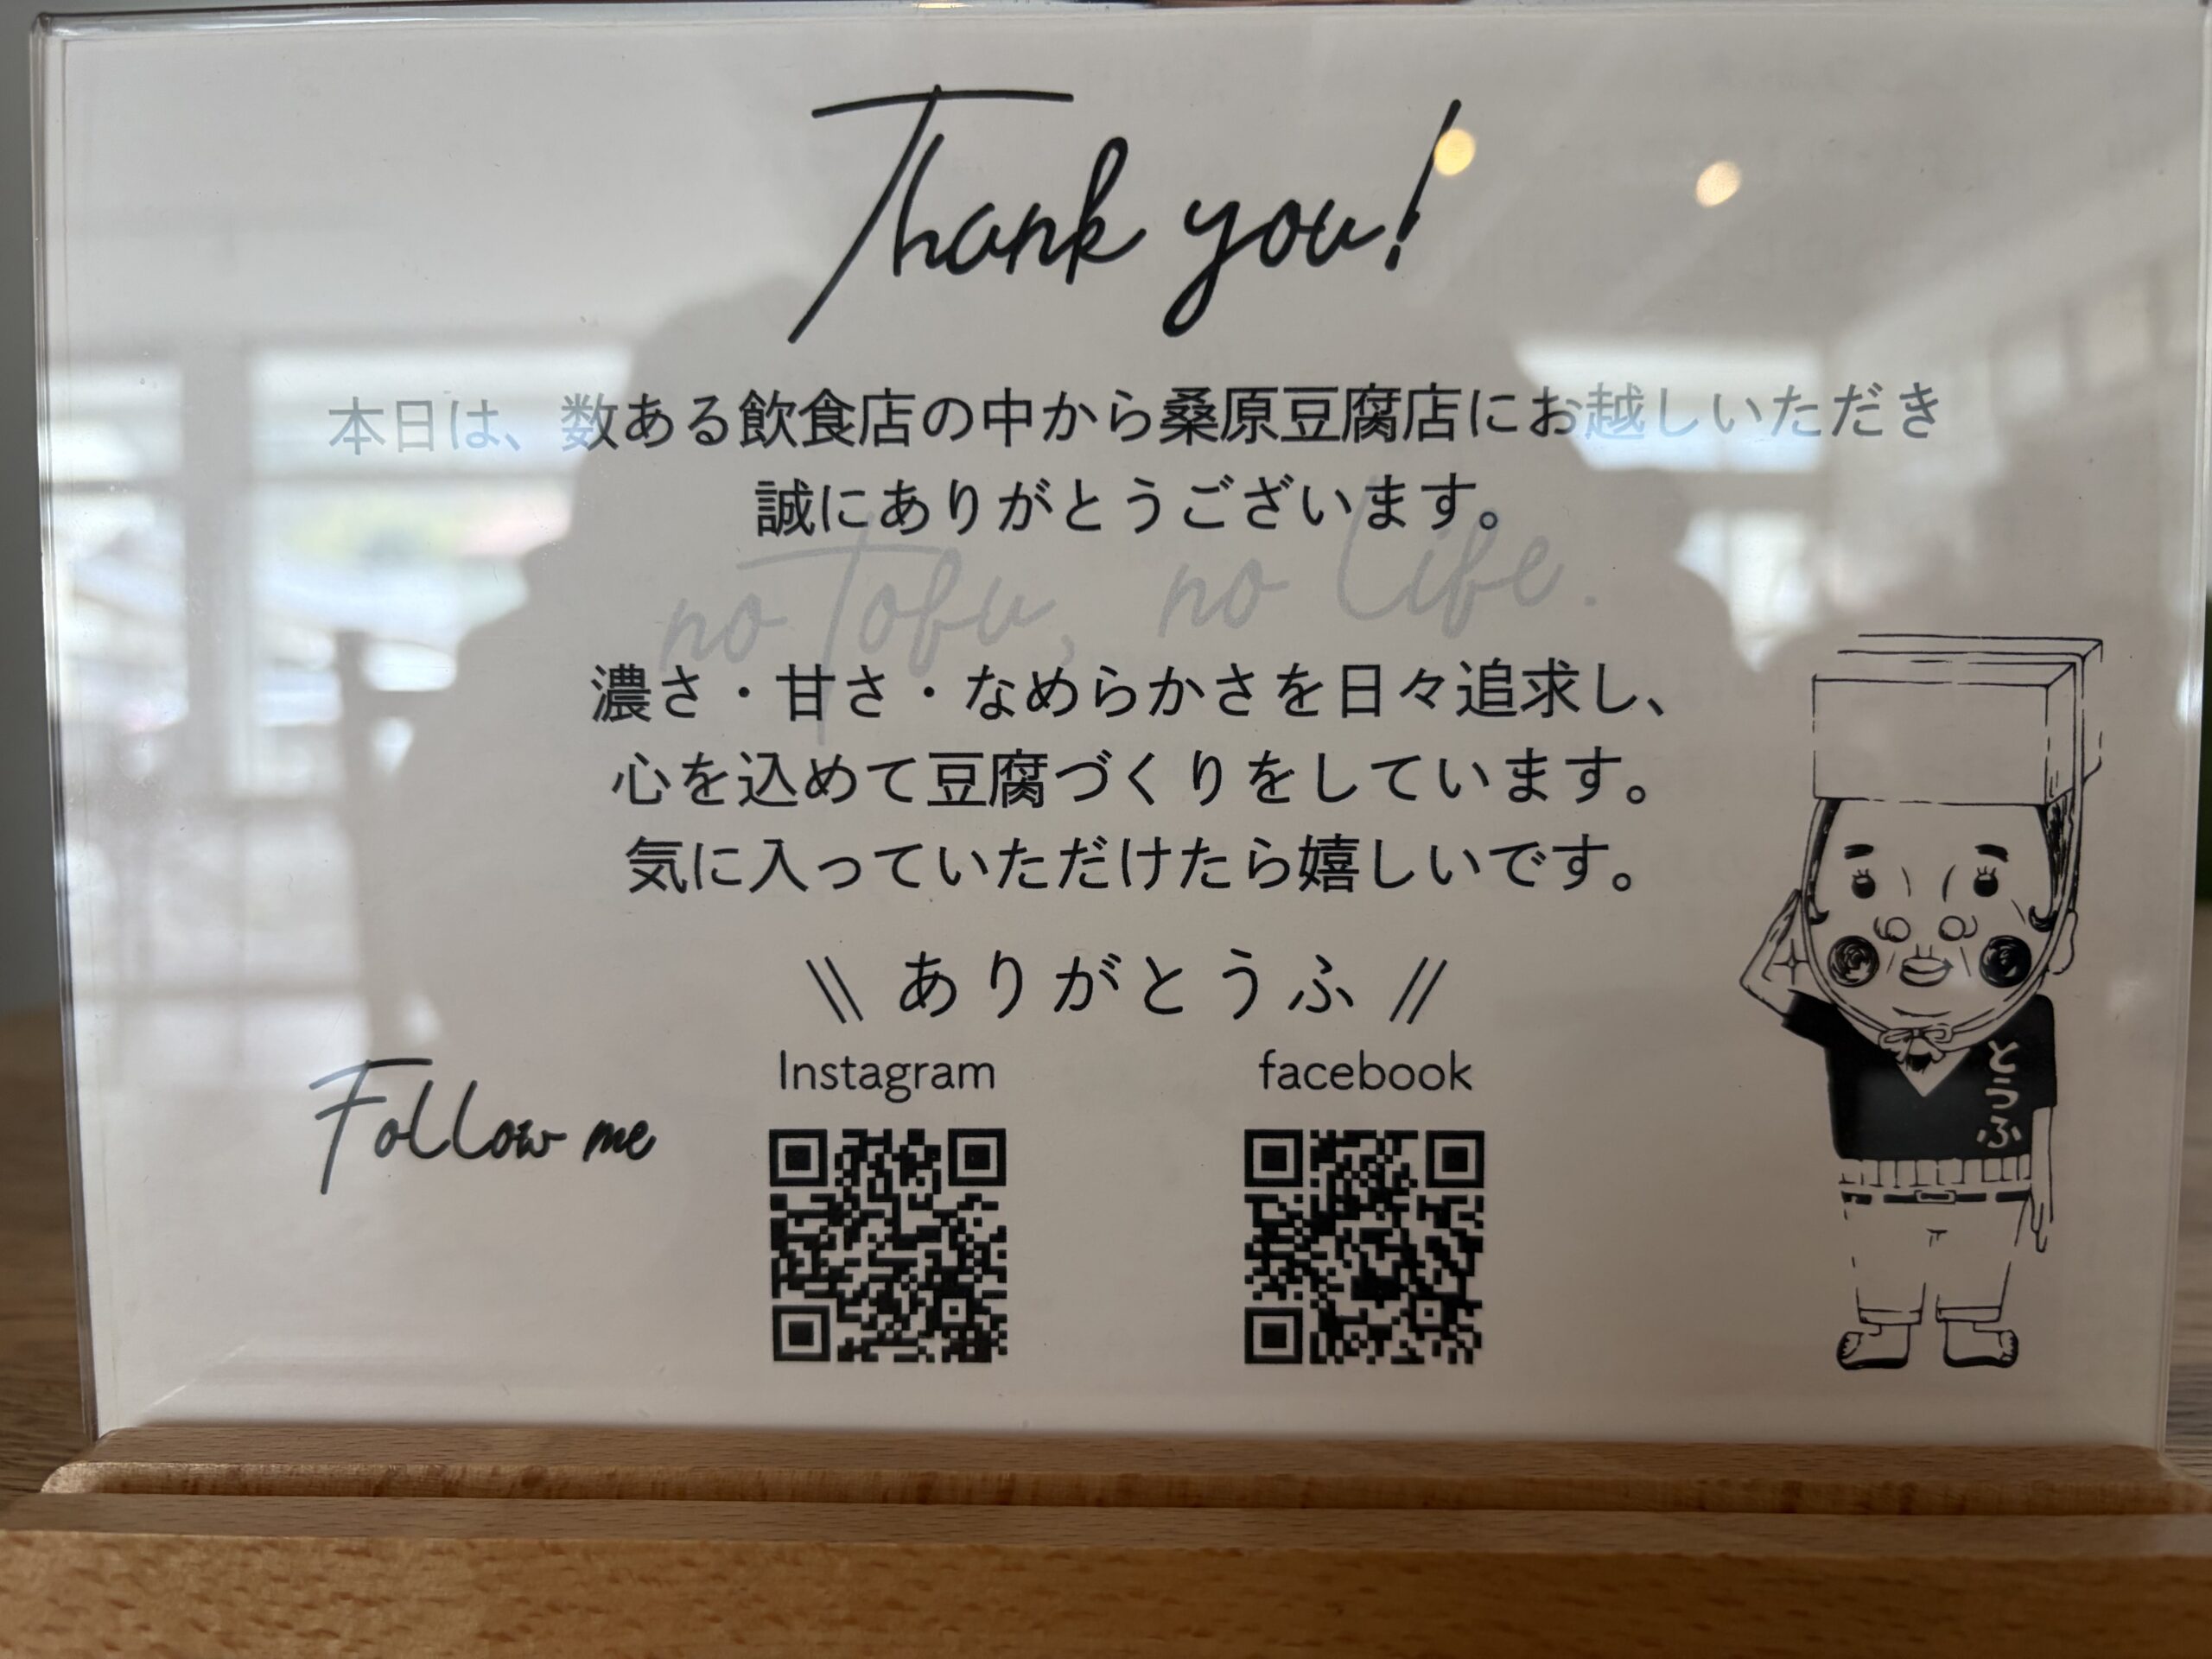 Thank you!
本日は、数ある飲食店の中から桑原豆腐店にお越しいただき
誠にありがとうございます。
no Tofu, no life.
濃さ・甘さ・なめらかさを日々追求し、
心を込めて豆腐づくりをしています。
気に入っていただけたら嬉しいです。
\\ ありがとうふ //
Follow me
Instagram
facebook
とうふ